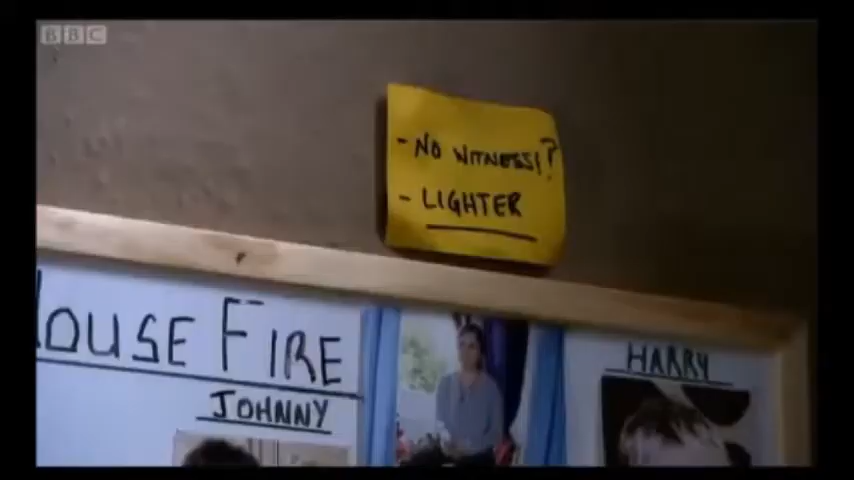 BBC
- NO WITNESS!?
- LIGHTER
OUSE FIRE
JOHNNY
HARRY